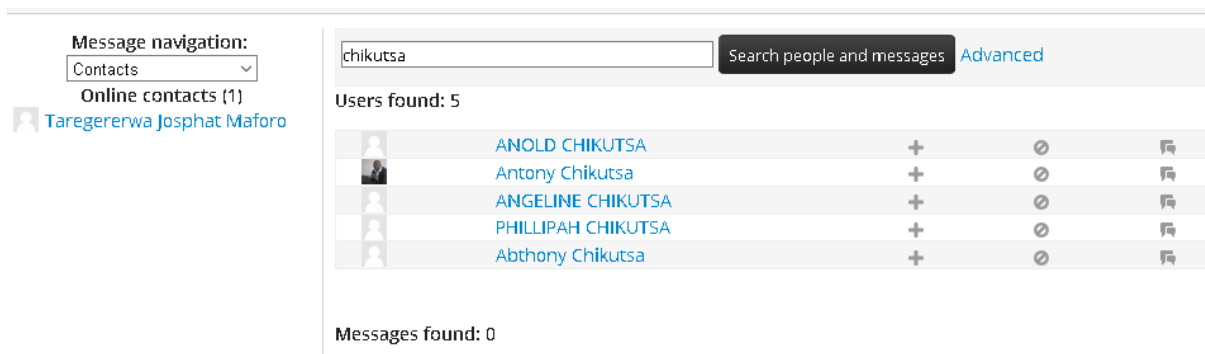 Message navigation:
Contacts
Online contacts (1)
Taregererwa Josphat Maforo
chikutsa
Search people and messages
Advanced
Users found: 5
ANOLD CHIKUTSA
Antony Chikutsa
ANGELINE CHIKUTSA
PHILLIPAH CHIKUTSA
Abthony Chikutsa
Messages found: 0